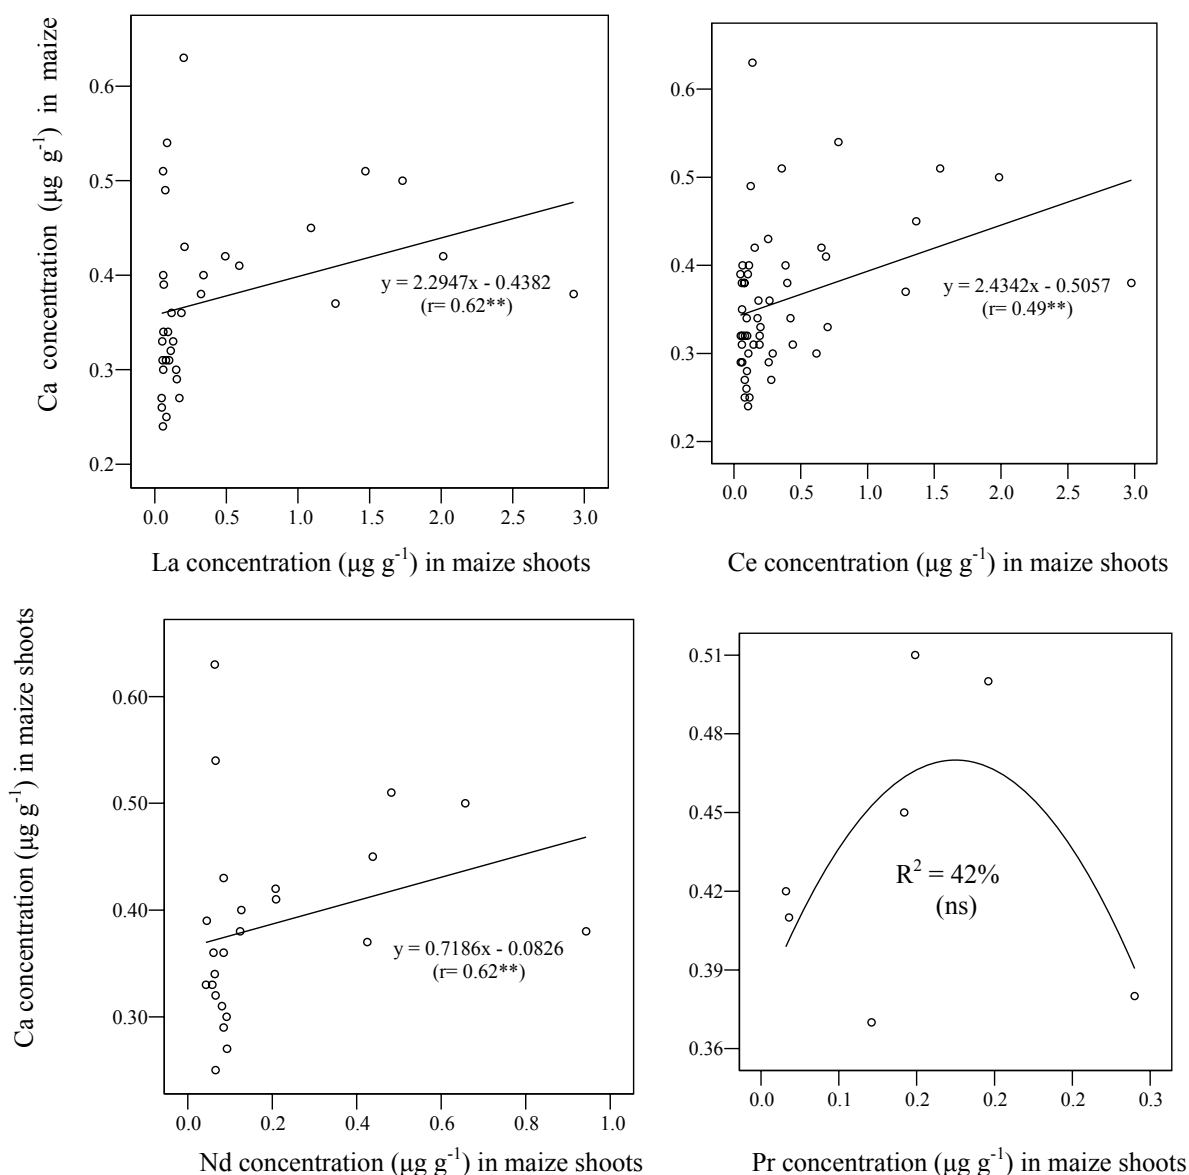 Ca concentration (µg g⁻¹) in maize
0.6
0.5
0.4
0.3
0.2
y = 2.2947x - 0.4382
(r= 0.62**)
0.0 0.5 1.0 1.5 2.0 2.5 3.0
La concentration (µg g⁻¹) in maize shoots
0.6
0.5
0.4
0.3
0.2
y = 2.4342x - 0.5057
(r= 0.49**)
0.0 0.5 1.0 1.5 2.0 2.5 3.0
Ce concentration (µg g⁻¹) in maize shoots
Ca concentration (µg g⁻¹) in maize shoots
0.60
0.50
0.40
0.30
y = 0.7186x - 0.0826
(r= 0.62**)
0.0 0.2 0.4 0.6 0.8 1.0
Nd concentration (µg g⁻¹) in maize shoots
0.51
0.48
0.45
0.42
0.39
0.36
R² = 42%
(ns)
0.0 0.1 0.2 0.2 0.2 0.3
Pr concentration (µg g⁻¹) in maize shoots